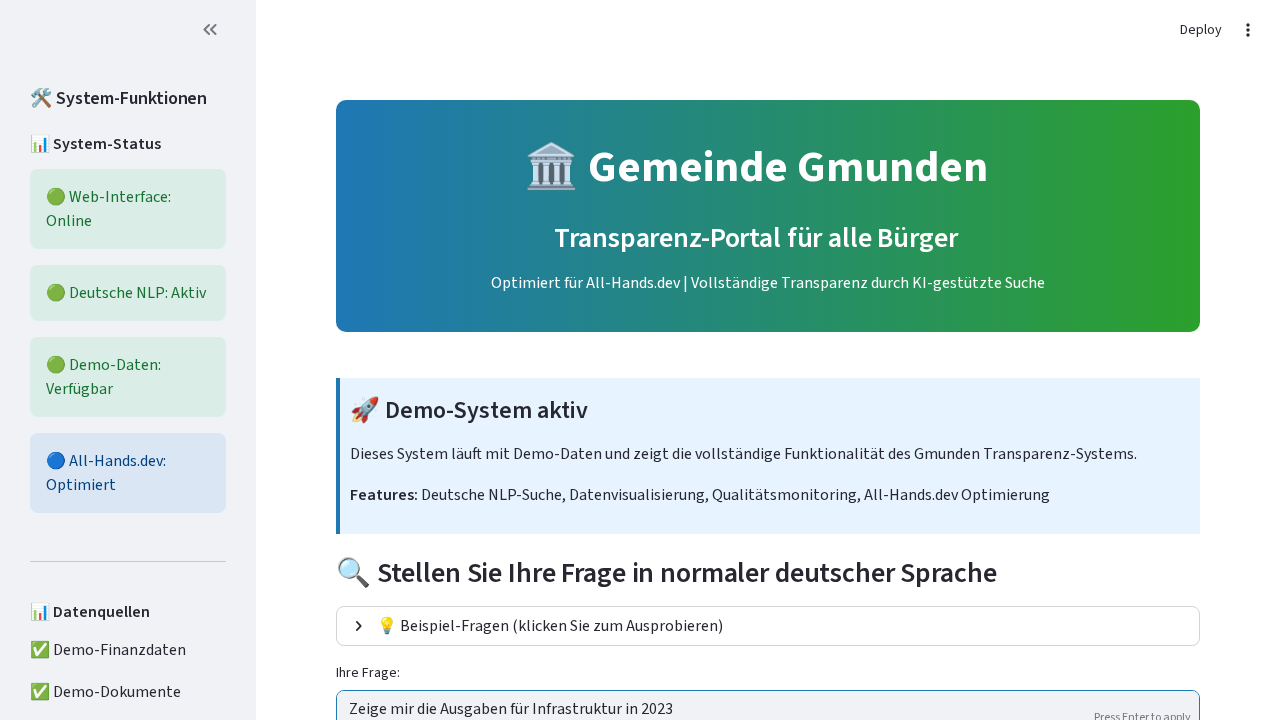 Deploy
🛠️ System-Funktionen
📊 System-Status
🟢 Web-Interface:
Online
🟢 Deutsche NLP: Aktiv
🟢 Demo-Daten:
Verfügbar
🔵 All-Hands.dev:
Optimiert
📊 Datenquellen
✅ Demo-Finanzdaten
✅ Demo-Dokumente
🏛️ Gemeinde Gmunden
Transparenz-Portal für alle Bürger
Optimiert für All-Hands.dev | Vollständige Transparenz durch KI-gestützte Suche
🚀 Demo-System aktiv
Dieses System läuft mit Demo-Daten und zeigt die vollständige Funktionalität des Gmunden Transparenz-Systems.
Features: Deutsche NLP-Suche, Datenvisualisierung, Qualitätsmonitoring, All-Hands.dev Optimierung
🔍 Stellen Sie Ihre Frage in normaler deutscher Sprache
💡 Beispiel-Fragen (klicken Sie zum Ausprobieren)
Ihre Frage:
Zeige mir die Ausgaben für Infrastruktur in 2023
Press Enter to apply